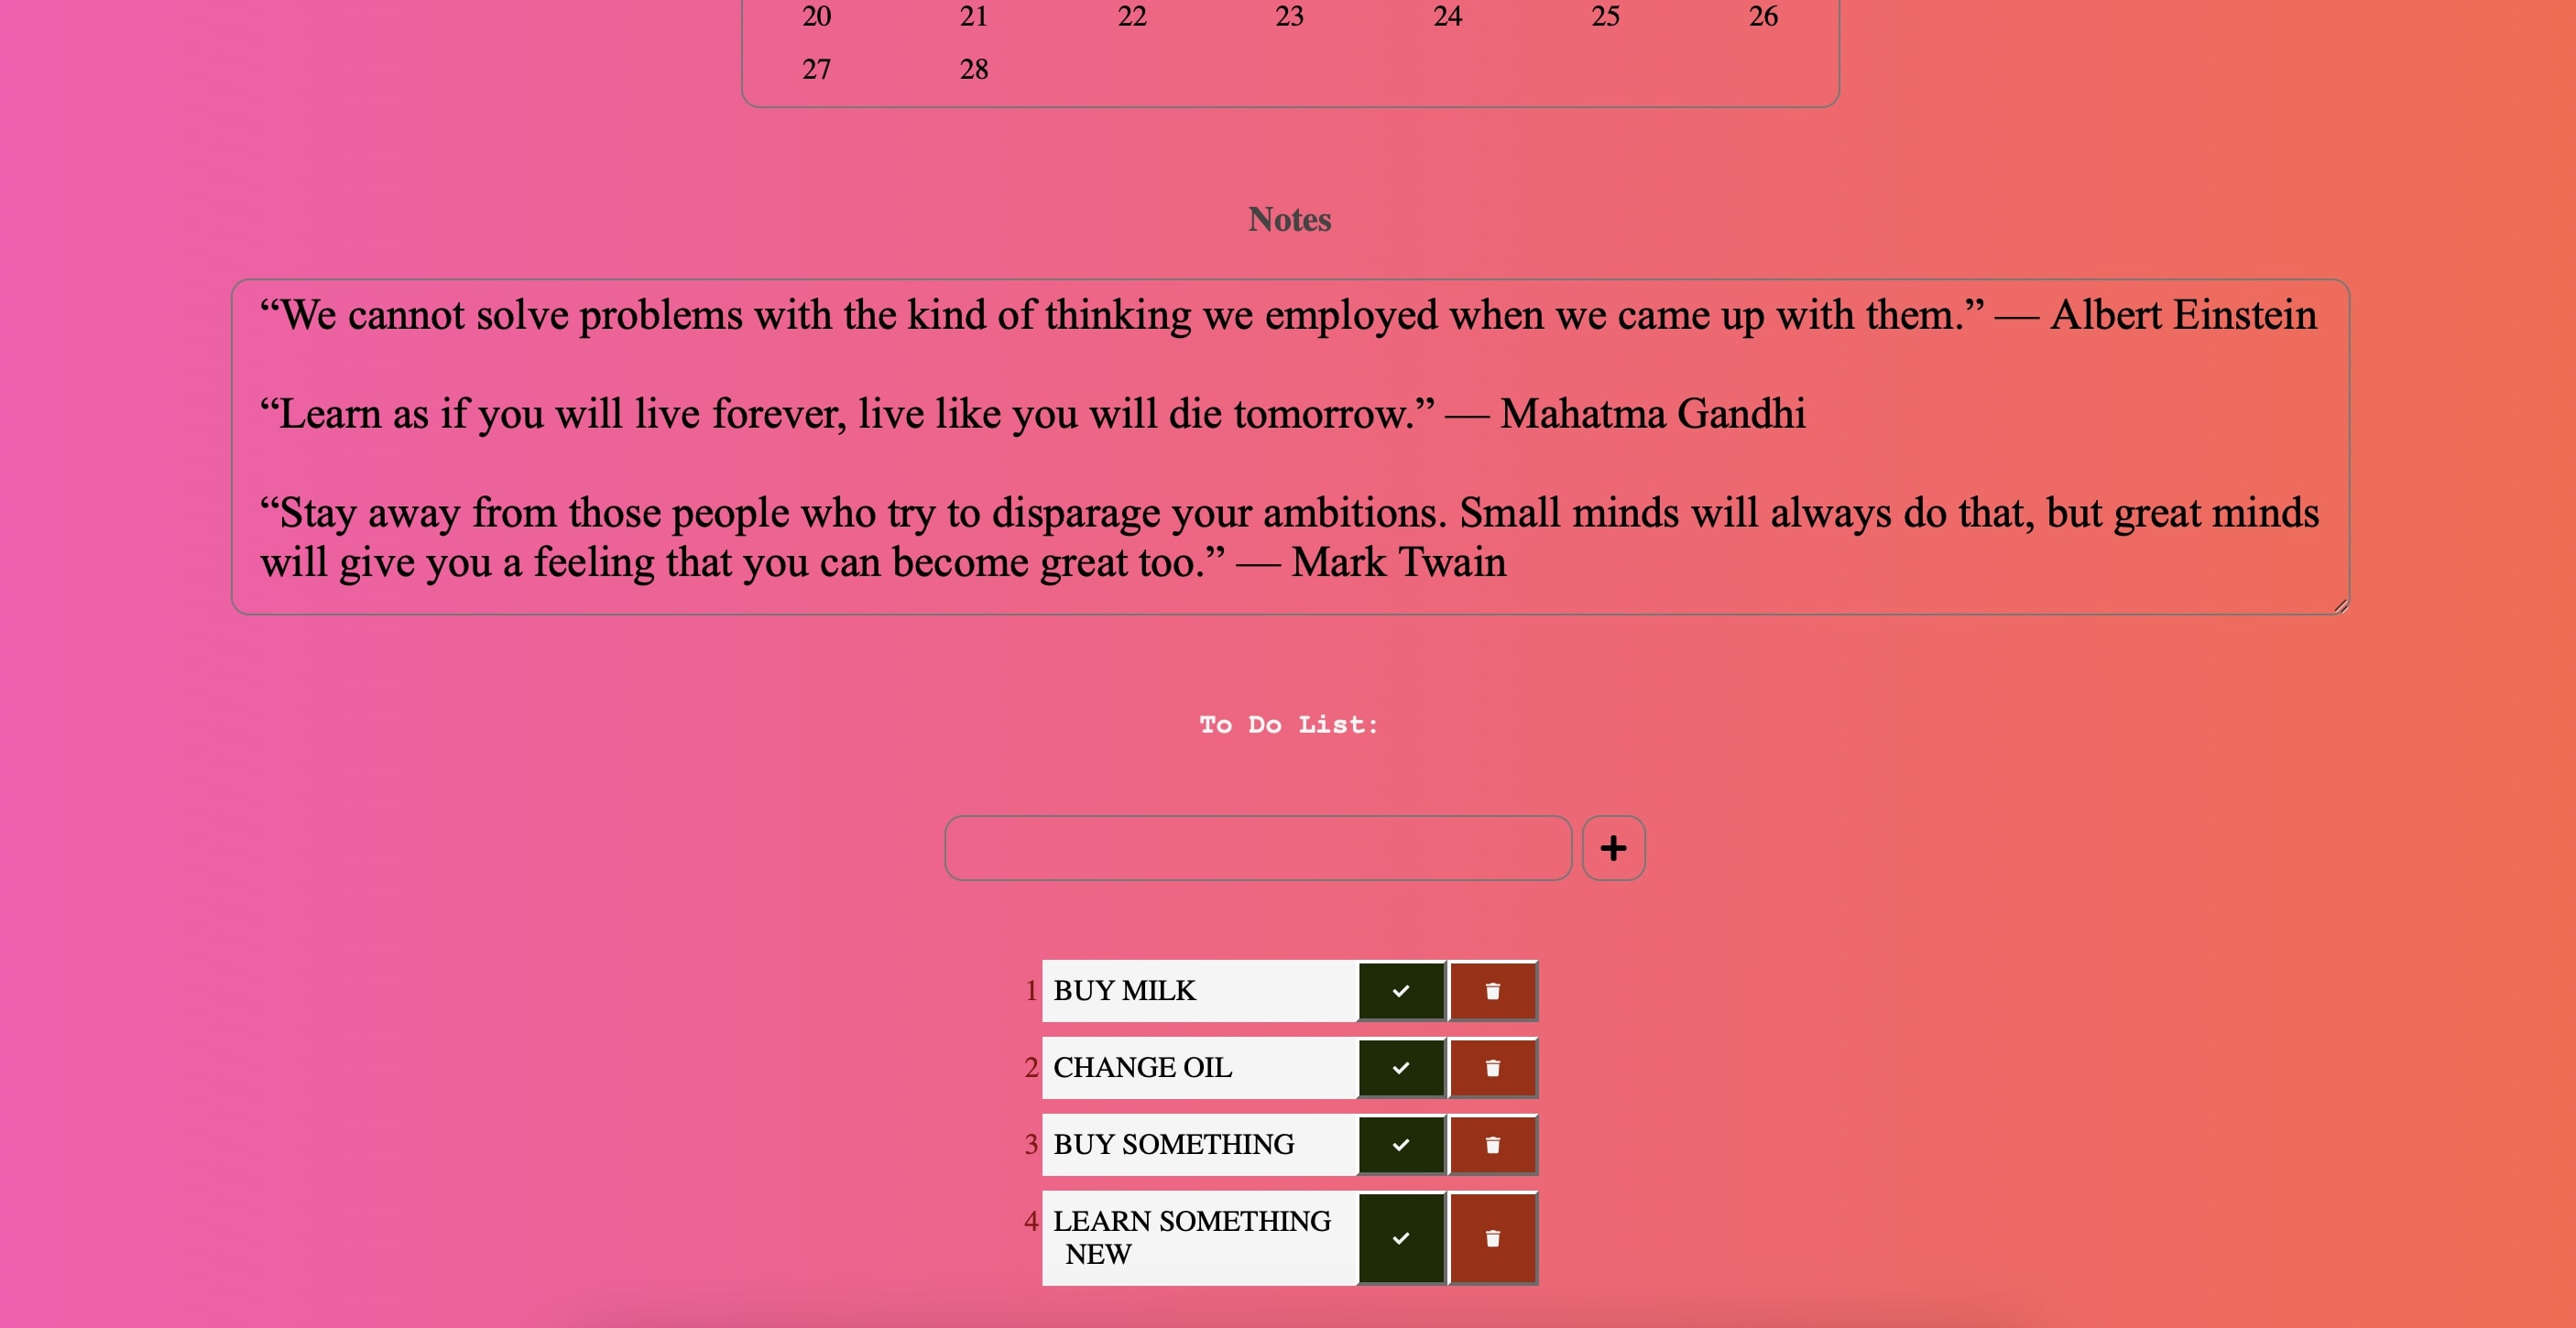 20 21 22 23 24 25 26
27 28
Notes
“We cannot solve problems with the kind of thinking we employed when we came up with them.” — Albert Einstein
“Learn as if you will live forever, live like you will die tomorrow.” — Mahatma Gandhi
“Stay away from those people who try to disparage your ambitions. Small minds will always do that, but great minds
will give you a feeling that you can become great too.” — Mark Twain
To Do List:
1 BUY MILK
2 CHANGE OIL
3 BUY SOMETHING
4 LEARN SOMETHING
NEW